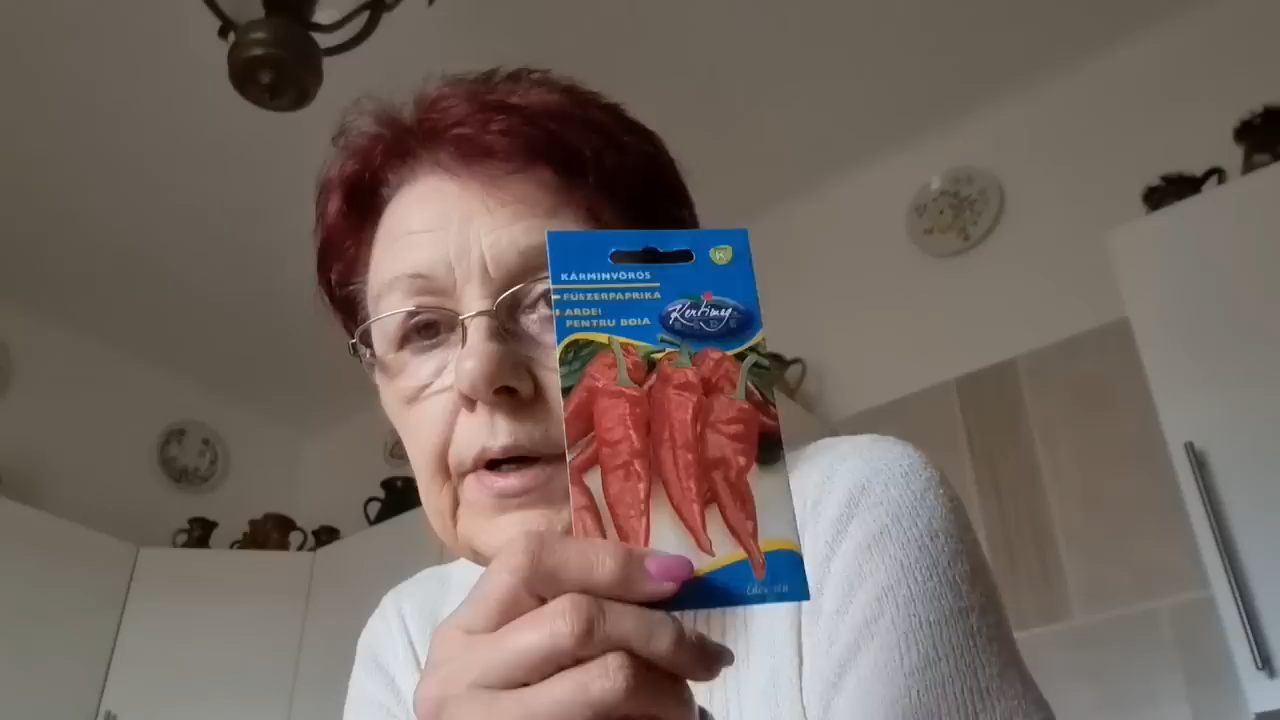 KÁRMINVÖRÖS
FŰSZERPAPRIKA
ARDEI
PENTRU BOIA
K
Kertimag